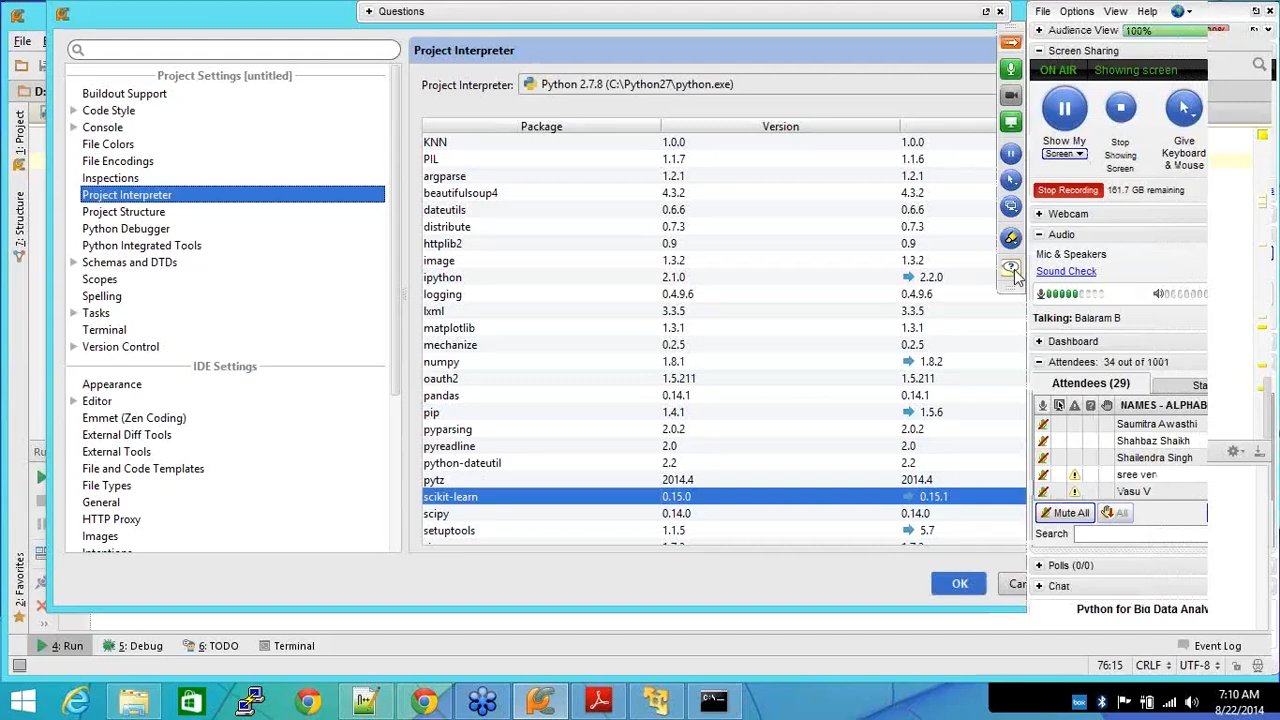 Questions
File Options View Help
File
Audience View 100%
Screen Sharing
ON AIR Showing screen
Project Settings [untitled]
Buildout Support
Code Style
Console
File Colors
File Encodings
Inspections
Project Interpreter
Project Structure
Python Debugger
Python Integrated Tools
Schemas and DTDs
Scopes
Spelling
Tasks
Terminal
Version Control
IDE Settings
Appearance
Editor
Emmet (Zen Coding)
External Diff Tools
External Tools
File and Code Templates
File Types
General
HTTP Proxy
Images
Intentions
Project Interpreter
Project Interpreter: Python 2.7.8 (C:\Python27\python.exe)
Package Version
KNN 1.0.0 1.0.0
PIL 1.1.7 1.1.6
argparse 1.2.1 1.2.1
beautifulsoup4 4.3.2 4.3.2
dateutils 0.6.6 0.6.6
distribute 0.7.3 0.7.3
httplib2 0.9 0.9
image 1.3.2 1.3.2
ipython 2.1.0 2.2.0
logging 0.4.9.6 0.4.9.6
lxml 3.3.5 3.3.5
matplotlib 1.3.1 1.3.1
mechanize 0.2.5 0.2.5
numpy 1.8.1 1.8.2
oauth2 1.5.211 1.5.211
pandas 0.14.1 0.14.1
pip 1.4.1 1.5.6
pyparsing 2.0.2 2.0.2
pyreadline 2.0 2.0
python-dateutil 2.2 2.2
pytz 2014.4 2014.4
scikit-learn 0.15.0 0.15.1
scipy 0.14.0 0.14.0
setuptools 1.1.5 5.7
OK Can
Show My
Screen
Stop
Showing
Screen
Give
Keyboard
& Mouse
Stop Recording 161.7 GB remaining
Webcam
Audio
Mic & Speakers
Sound Check
Talking: Balaram B
Dashboard
Attendees: 34 out of 1001
Attendees (29) Sta
NAMES - ALPHAB
Saumitra Awasthi
Shahbaz Shaikh
Shailendra Singh
sree ven
Vasu V
Mute All All
Search
Polls (0/0)
Chat
Python for Big Data Analy
D:
1: Project
7: Structure
2: Favorites
Ru
4: Run 5: Debug 6: TODO Terminal Event Log
76:15 CRLF UTF-8
box
7:10 AM
8/22/2014